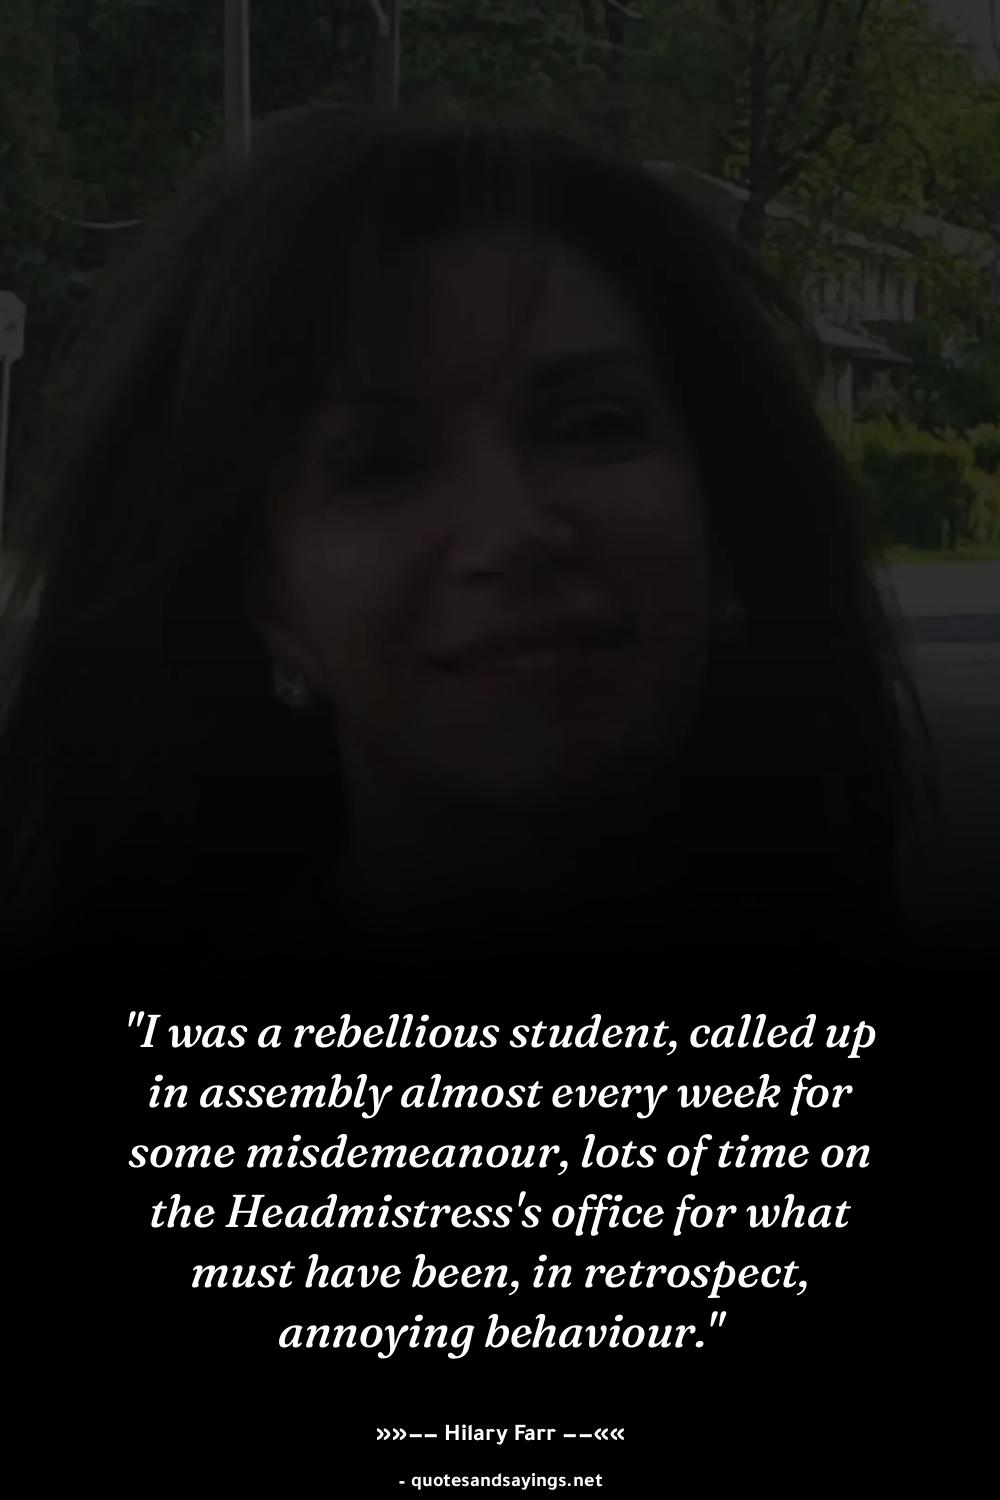 "I was a rebellious student, called up
in assembly almost every week for
some misdemeanour, lots of time on
the Headmistress's office for what
must have been, in retrospect,
annoying behaviour."
»»—— Hilary Farr ——««
- quotesandsayings.net